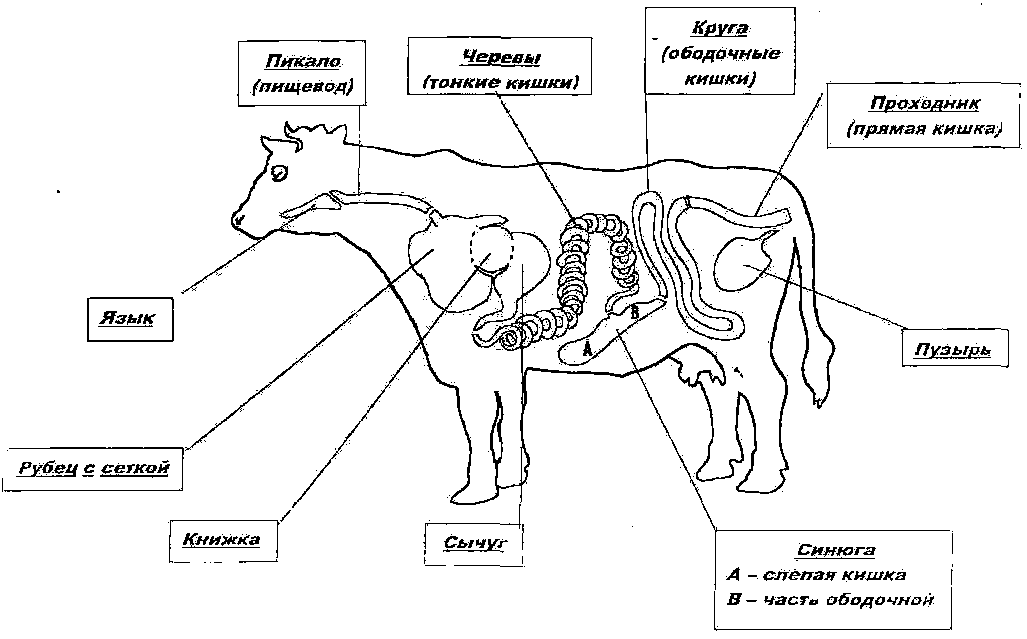 Пикало
(пищевод)
Черевы
(тонкие кишки)
Круга
(ободочные
кишки)
Проходник
(прямая кишка)
Язык
Пузырь
Рубец с сеткой
Книжка
Сычуг
Синюга
А – слепая кишка
В – часть ободочной
А
В